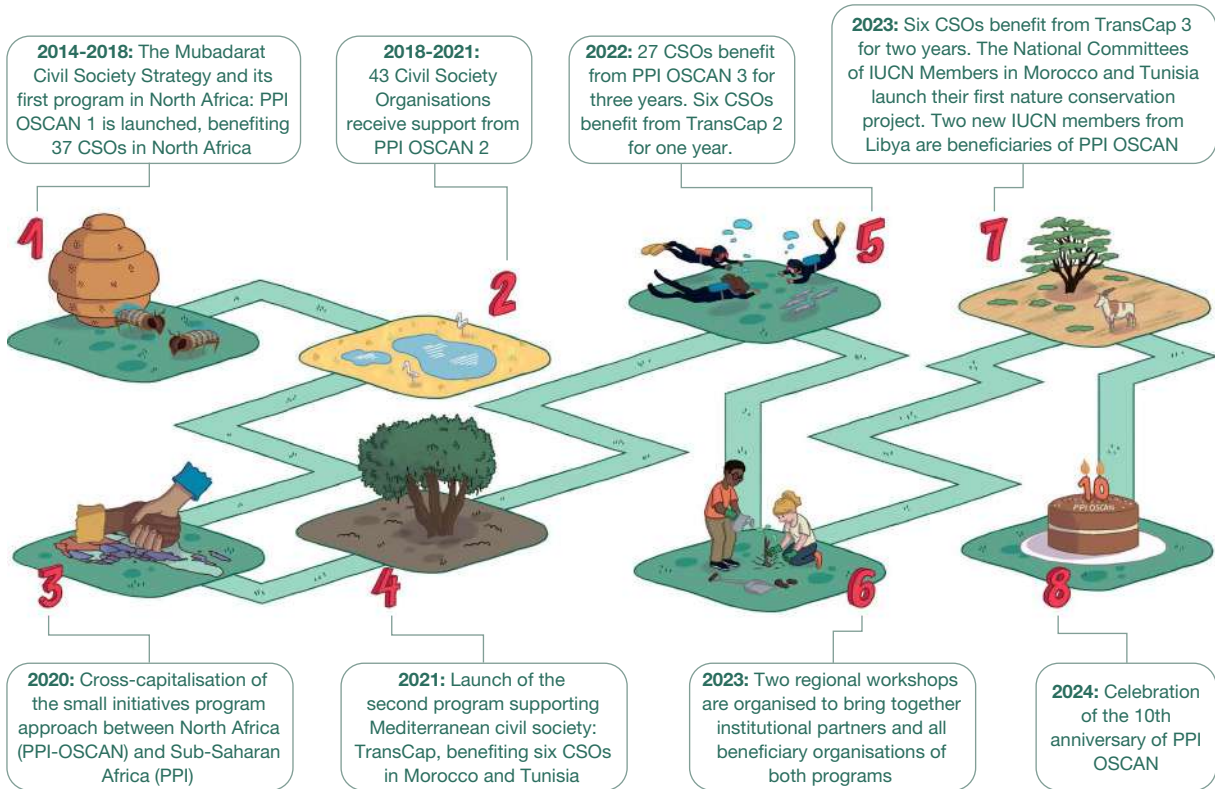 2014-2018: The Mubadarat
Civil Society Strategy and its
first program in North Africa: PPI
OSCAN 1 is launched, benefiting
37 CSOs in North Africa
2018-2021:
43 Civil Society
Organisations
receive support from
PPI OSCAN 2
2022: 27 CSOs benefit
from PPI OSCAN 3 for
three years. Six CSOs
benefit from TransCap 2
for one year.
2023: Six CSOs benefit from TransCap 3
for two years. The National Committees
of IUCN Members in Morocco and Tunisia
launch their first nature conservation
project. Two new IUCN members from
Libya are beneficiaries of PPI OSCAN
1
2
5
7
3
4
6
8
10
PPI OSCAN
2020: Cross-capitalisation of
the small initiatives program
approach between North Africa
(PPI-OSCAN) and Sub-Saharan
Africa (PPI)
2021: Launch of the
second program supporting
Mediterranean civil society:
TransCap, benefiting six CSOs
in Morocco and Tunisia
2023: Two regional workshops
are organised to bring together
institutional partners and all
beneficiary organisations of
both programs
2024: Celebration
of the 10th
anniversary of PPI
OSCAN